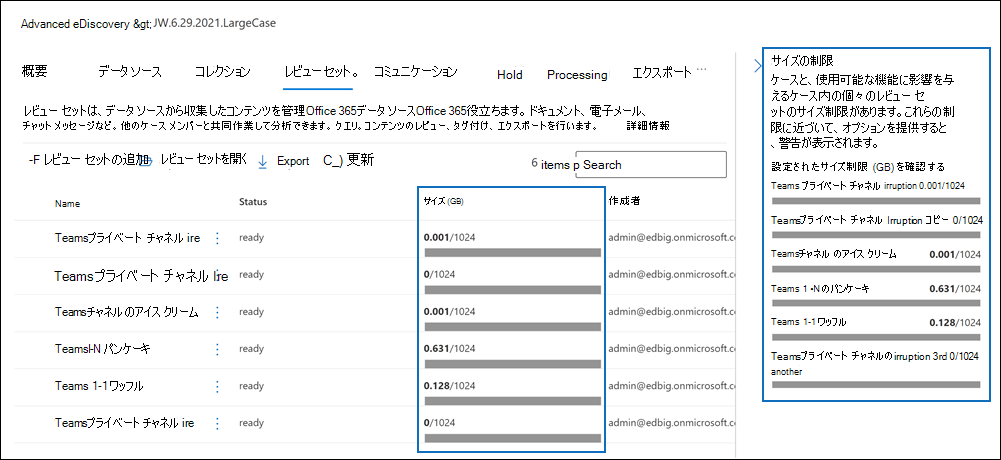 Advanced eDiscovery &gt; JW.6.29.2021.LargeCase
概要 データソース コレクション レビューセット。 コミュニケーション Hold Processing エクスポート ...
レビュー セットは、データソースから収集したコンテンツを管理Office 365データソースOffice 365役立ちます。ドキュメント、電子メール、
チャットメッセージなど。他のケース メンバーと共同作業して分析できます。クエリ。コンテンツのレビュー、タグ付け、エクスポートを行います。 詳細情報
-F レビュー セットの追加 レビュー セットを開く Export C_) 更新 6 items p Search
Name Status サイズ (GB) 作成者
Teamsプライベート チャネル ire ready 0.001/1024 admin@edbig.onmicrosoft.cc
Teamsプライベート チャネル Ire ready 0/1024 admin@edbig.onmicrosoft.cc
Teamsチャネル のアイス クリーム ready 0.001/1024 admin@edbig.onmicrosoft.cc
TeamsI-N パンケーキ ready 0.631/1024 admin@edbig.onmicrosoft.cc
Teams 1-1ワッフル ready 0.128/1024 admin@edbig.onmicrosoft.cc
Teamsプライベート チャネル ire ready 0/1024 admin@edbig.onmicrosoft.cc
サイズの制限
ケースと、使用可能な機能に影響を与
えるケース内の個々のレビュー セ
ットのサイズ制限があります。これらの制
限に近づいて、オプションを提供すると
、警告が表示されます。
設定されたサイズ制限 (GB) を確認する
Teams プライベート チャネル irruption 0.001/1024
Teamsプライベート チャネル Irruption コピー 0/1024
Teamsチャネル のアイス クリーム 0.001/1024
Teams 1 -Nのパンケーキ 0.631/1024
Teams 1-1ワッフル 0.128/1024
Teamsプライベート チャネルのirruption 3rd 0/1024
another